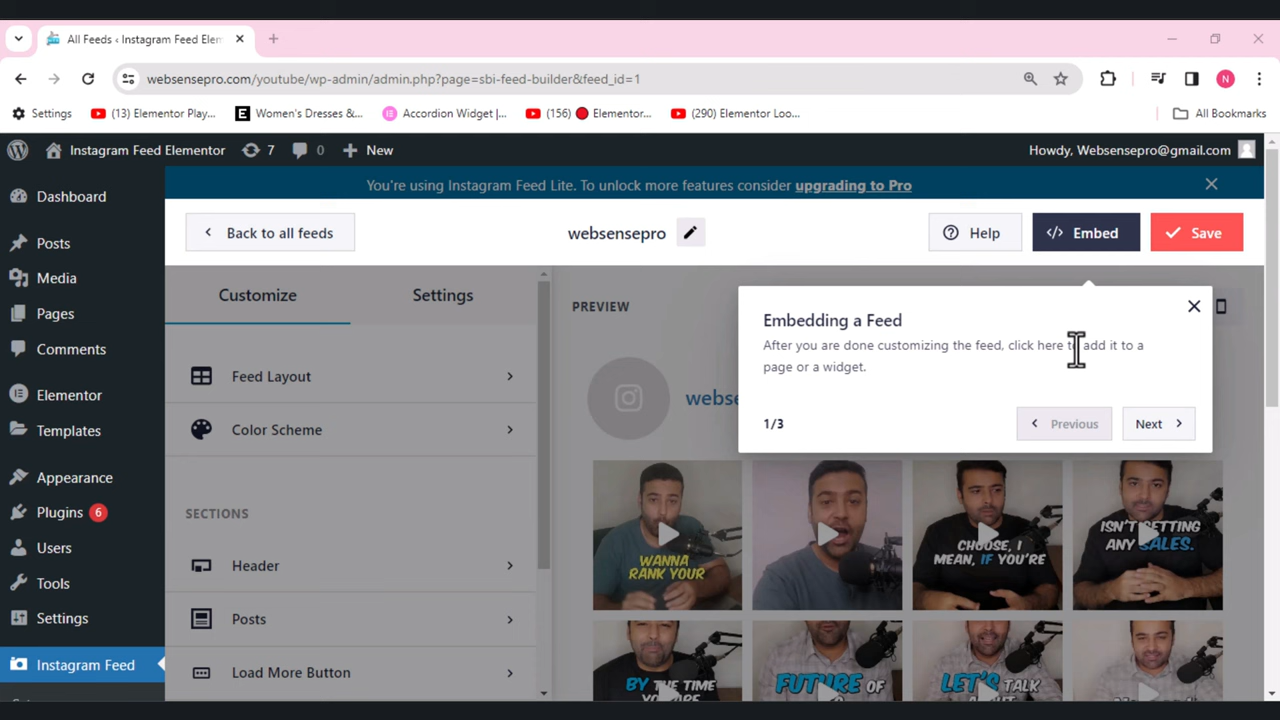 All Feeds ‹ Instagram Feed Elem
websensepro.com/youtube/wp-admin/admin.php?page=sbi-feed-builder&feed_id=1
N
Settings
(13) Elementor Play...
Women's Dresses &...
Accordion Widget |...
(156) 🔴 Elementor...
(290) Elementor Loo...
All Bookmarks
Instagram Feed Elementor
7
0
New
Howdy, Websensepro@gmail.com
Dashboard
Posts
Media
Pages
Comments
Elementor
Templates
Appearance
Plugins 6
Users
Tools
Settings
Instagram Feed
You're using Instagram Feed Lite. To unlock more features consider upgrading to Pro
Back to all feeds
websensepro
Help
Embed
Save
Customize
Settings
Feed Layout
Color Scheme
SECTIONS
Header
Posts
Load More Button
PREVIEW
Embedding a Feed
After you are done customizing the feed, click here to add it to a
page or a widget.
1/3
Previous
Next
WANNA
RANK YOUR
CHOOSE, I
MEAN, IF YOU'RE
ISN'T GETTING
ANY SALES.
BY THE TIME
FUTURE OF
LET'S TALK